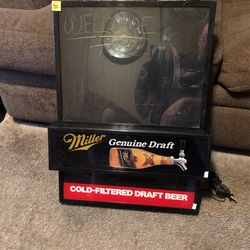 WELCOME
Miller
Genuine Draft
COLD-FILTERED DRAFT BEER